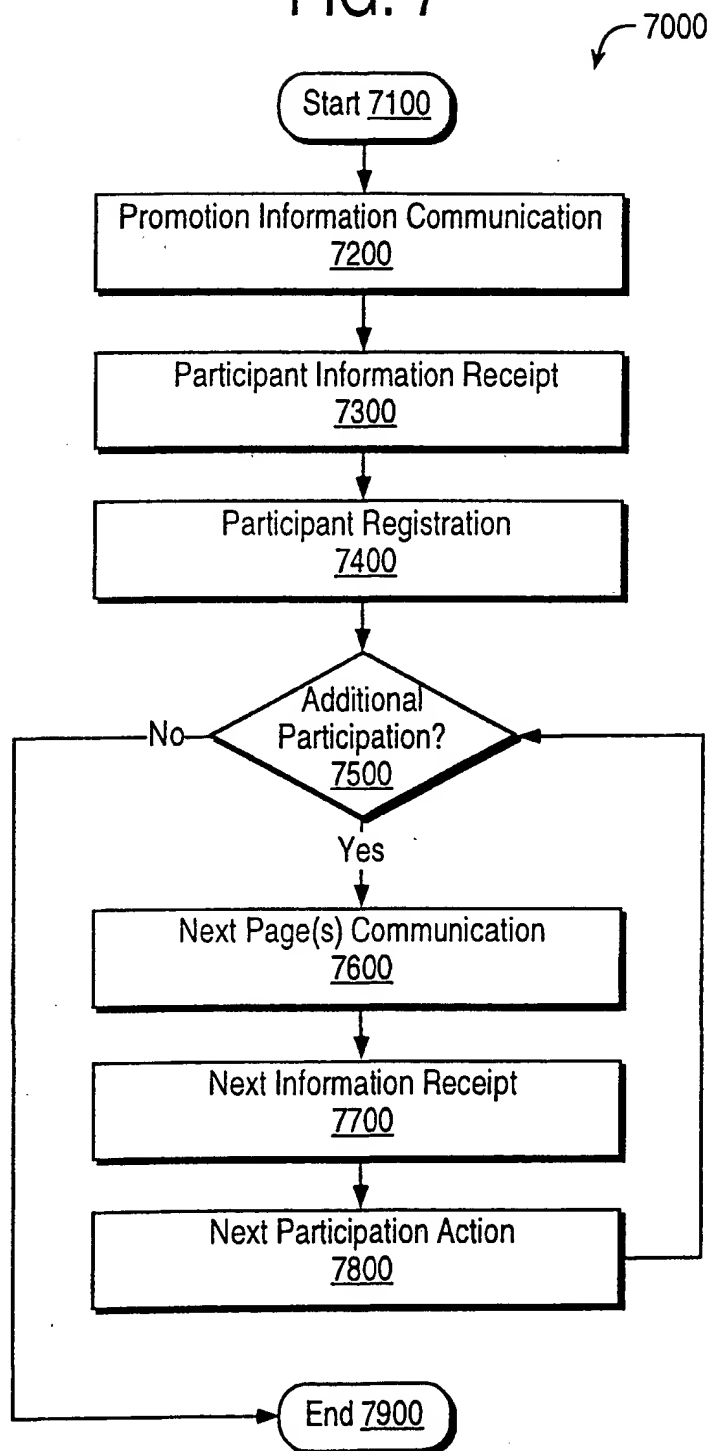 FIG. 7
7000
Start 7100
Promotion Information Communication
7200
Participant Information Receipt
7300
Participant Registration
7400
Additional
Participation?
7500
No
Yes
Next Page(s) Communication
7600
Next Information Receipt
7700
Next Participation Action
7800
End 7900